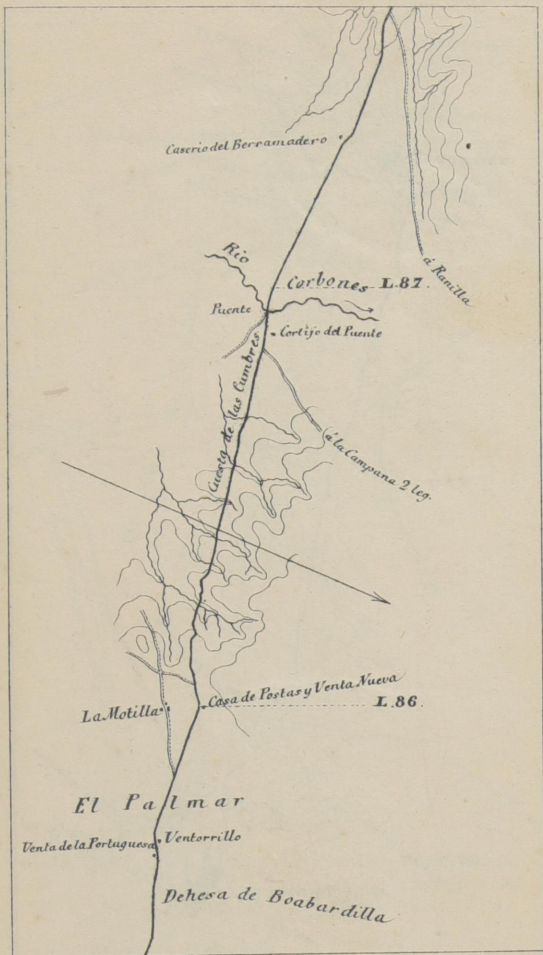 Caserio del Berramadero
á Ranilla
Rio
Corbones L.87.
Puente
Cortijo del Puente
Cuesta de las Cumbres
á la Campana 2 leg.
Casa de Postas y Venta Nueva
L.86.
La Motilla
El Palmar
Ventorrillo
Venta de la Portuguesa
Dehesa de Boabardilla